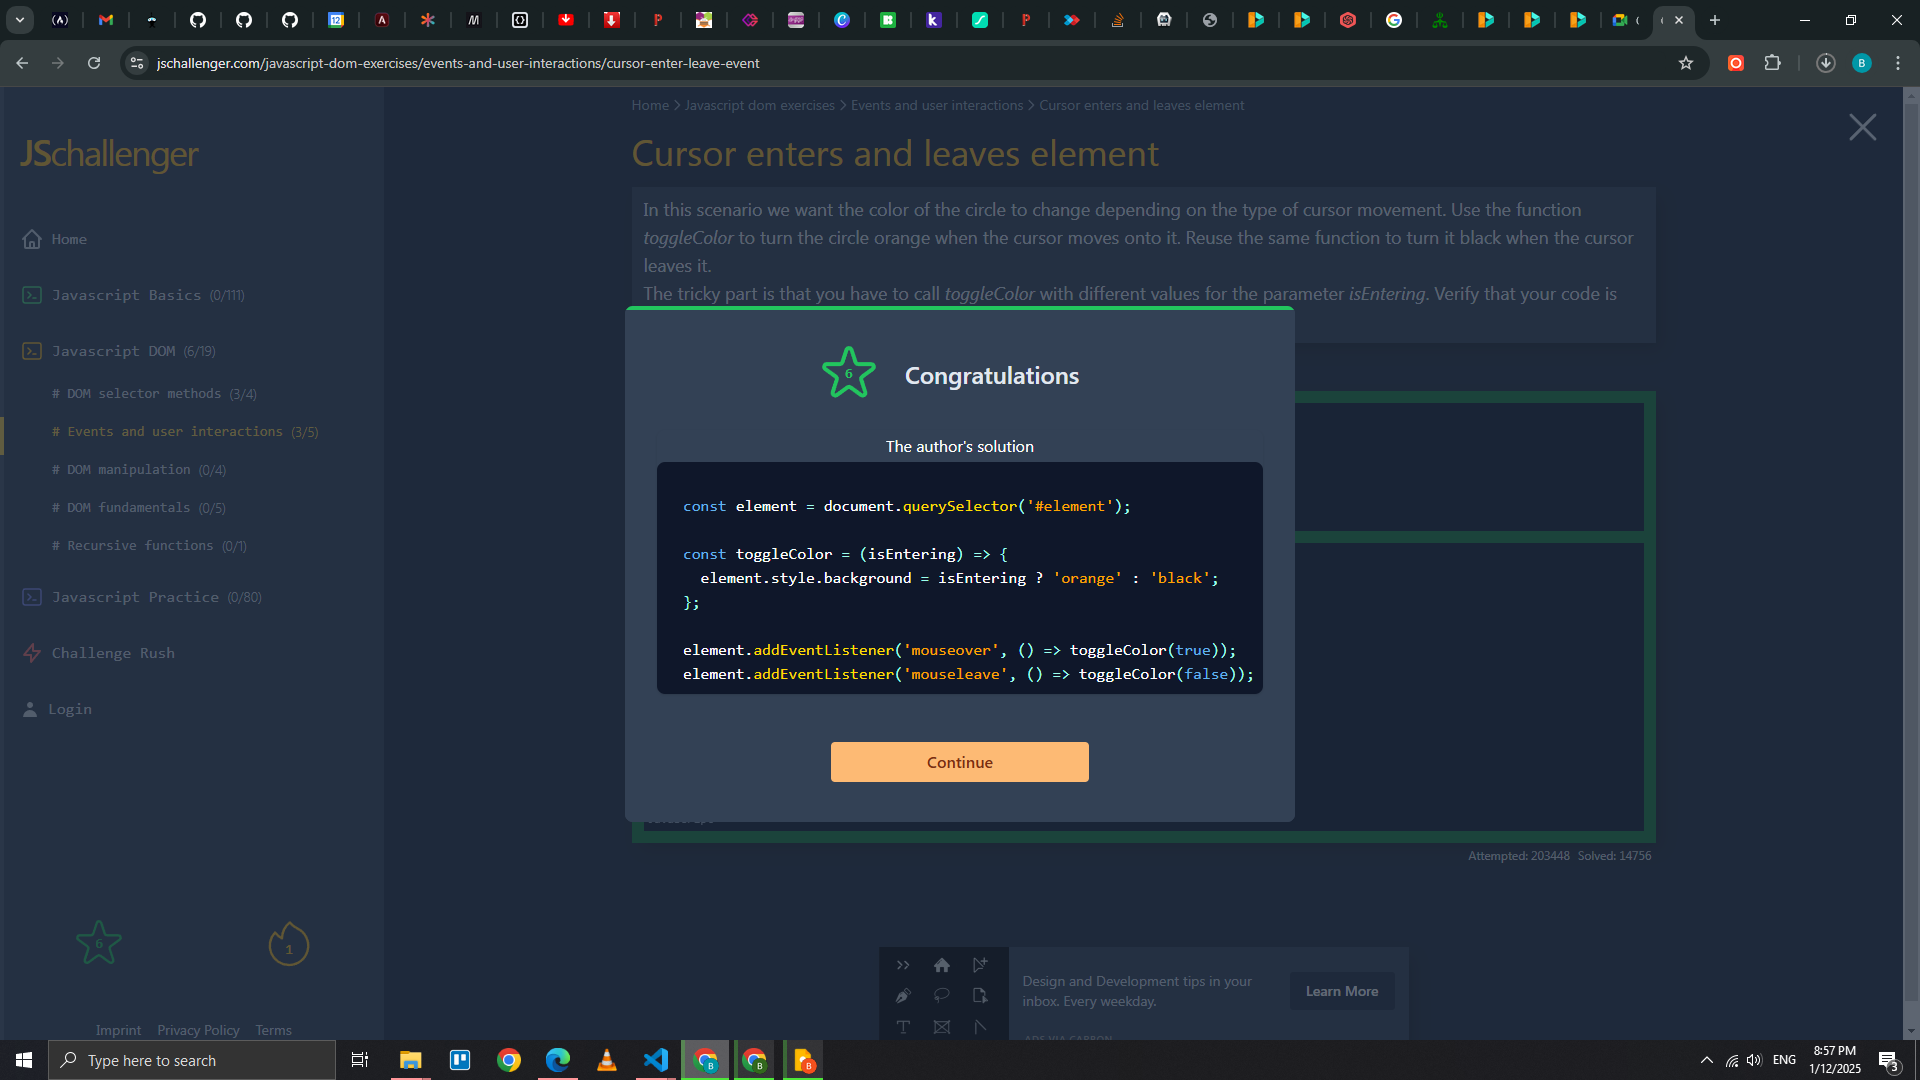 jschallenger.com/javascript-dom-exercises/events-and-user-interactions/cursor-enter-leave-event
B
Home > Javascript dom exercises > Events and user interactions > Cursor enters and leaves element
JSchallenger
Home
Javascript Basics (0/111)
Javascript DOM (6/19)
# DOM selector methods (3/4)
# Events and user interactions (3/5)
# DOM manipulation (0/4)
# DOM fundamentals (0/5)
# Recursive functions (0/1)
Javascript Practice (0/80)
Challenge Rush
Login
6
1
Imprint Privacy Policy Terms
Cursor enters and leaves element
In this scenario we want the color of the circle to change depending on the type of cursor movement. Use the function
toggleColor to turn the circle orange when the cursor moves onto it. Reuse the same function to turn it black when the cursor
leaves it.
The tricky part is that you have to call toggleColor with different values for the parameter isEntering. Verify that your code is
6
Congratulations
The author's solution
const element = document.querySelector('#element');
const toggleColor = (isEntering) => {
element.style.background = isEntering ? 'orange' : 'black';
};
element.addEventListener('mouseover', () => toggleColor(true));
element.addEventListener('mouseleave', () => toggleColor(false));
Continue
Attempted: 203448 Solved: 14756
Design and Development tips in your
inbox. Every weekday.
Learn More
ADS VIA CARBON
Type here to search
ENG
8:57 PM
1/12/2025
3